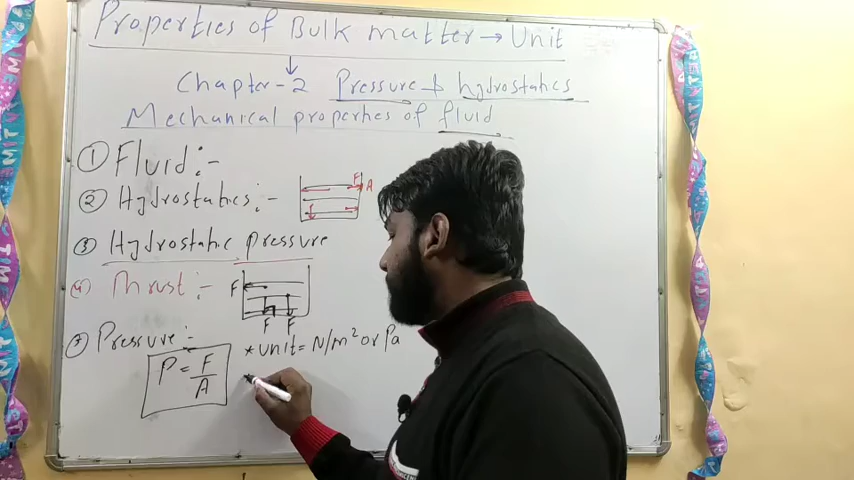 Properties of Bulk matter → Unit
Chapter-2 Pressure & hydrostatics
Mechanical properties of fluid
① Fluid:-
② Hydrostatics:-
F A
F
③ Hydrostatic pressure
④ Thrust:-
F
F F
⑦ Pressure:-
* unit = N/m² or Pa
P = F/A